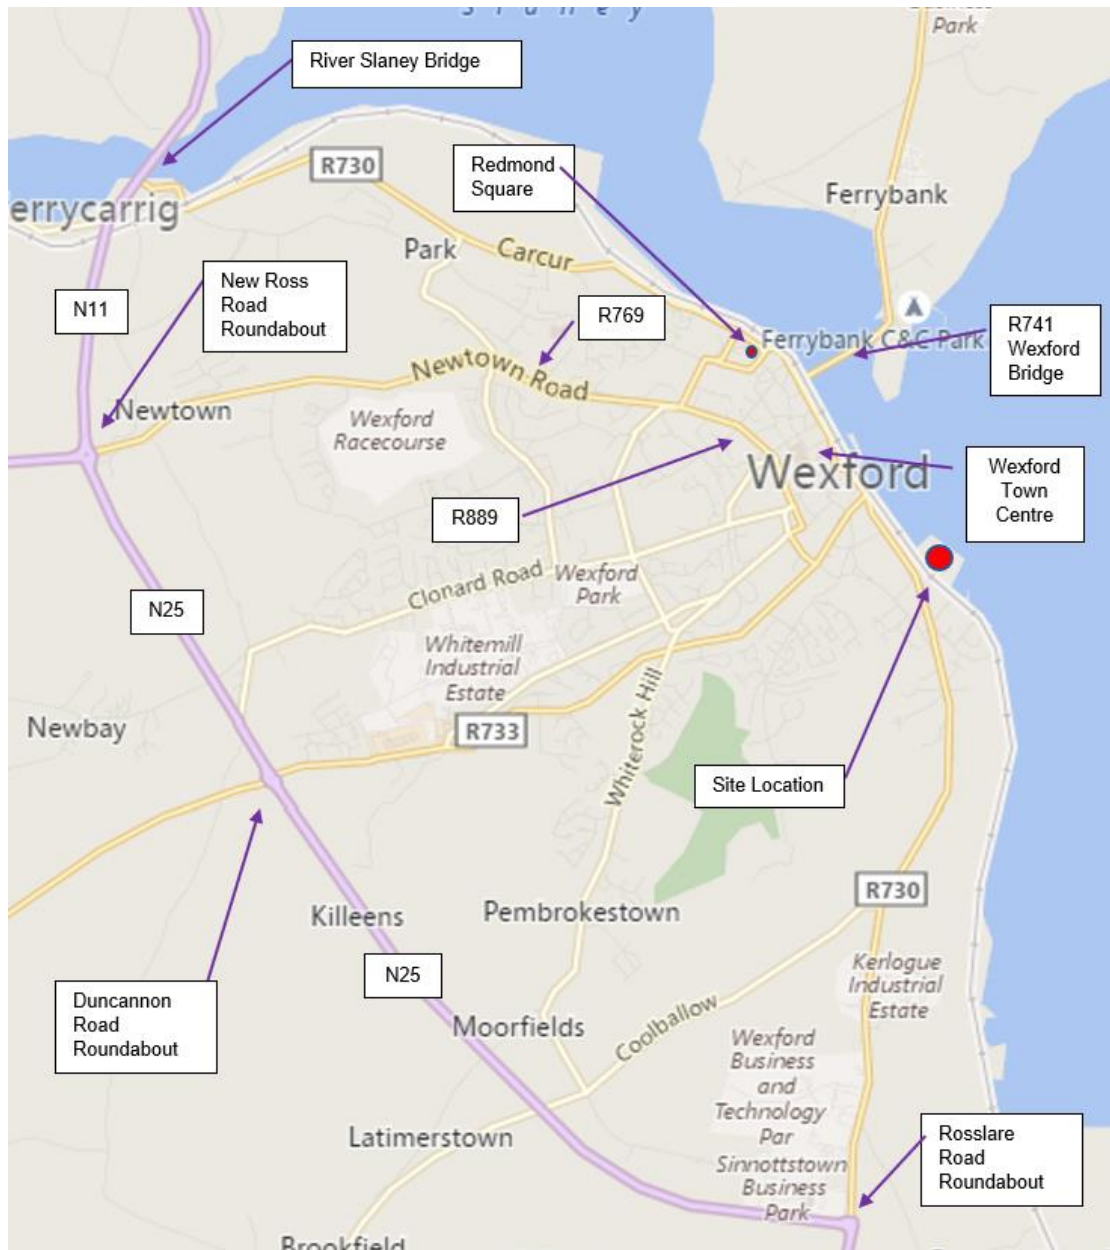 S l a n e y
Park
River Slaney Bridge
R730
Redmond
Square
Ferrybank
errycarrig
Park
Carcur
New Ross
Road
Roundabout
N11
R769
Ferrybank C&C Park
R741
Wexford
Bridge
Newtown Road
Newtown
Wexford
Racecourse
Wexford
Wexford
Town
Centre
R889
Clonard Road
Wexford
Park
N25
Whitemill
Industrial
Estate
Newbay
R733
Whiterock Hill
Site Location
R730
Killeens
Pembrokestown
N25
Kerlogue
Industrial
Estate
Duncannon
Road
Roundabout
Moorfields
Coolballow
Wexford
Business
and
Technology
Par
Latimerstown
Sinnottstown
Business
Park
Rosslare
Road
Roundabout
Brookfield